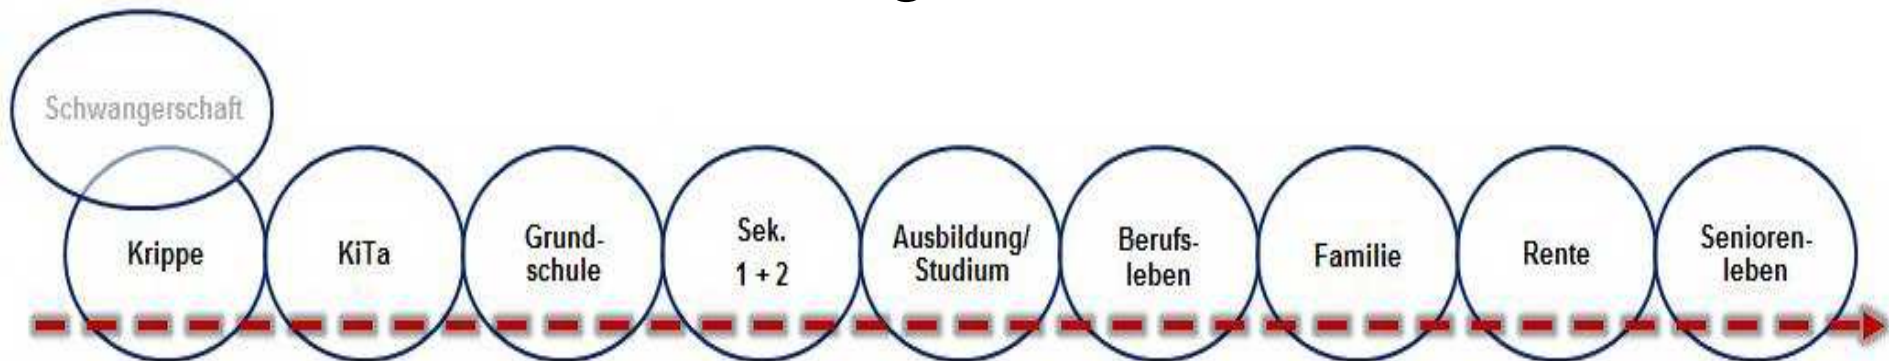 Schwangerschaft
Krippe
KiTa
Grund-
schule
Sek.
1 + 2
Ausbildung/
Studium
Berufs-
leben
Familie
Rente
Senioren-
leben